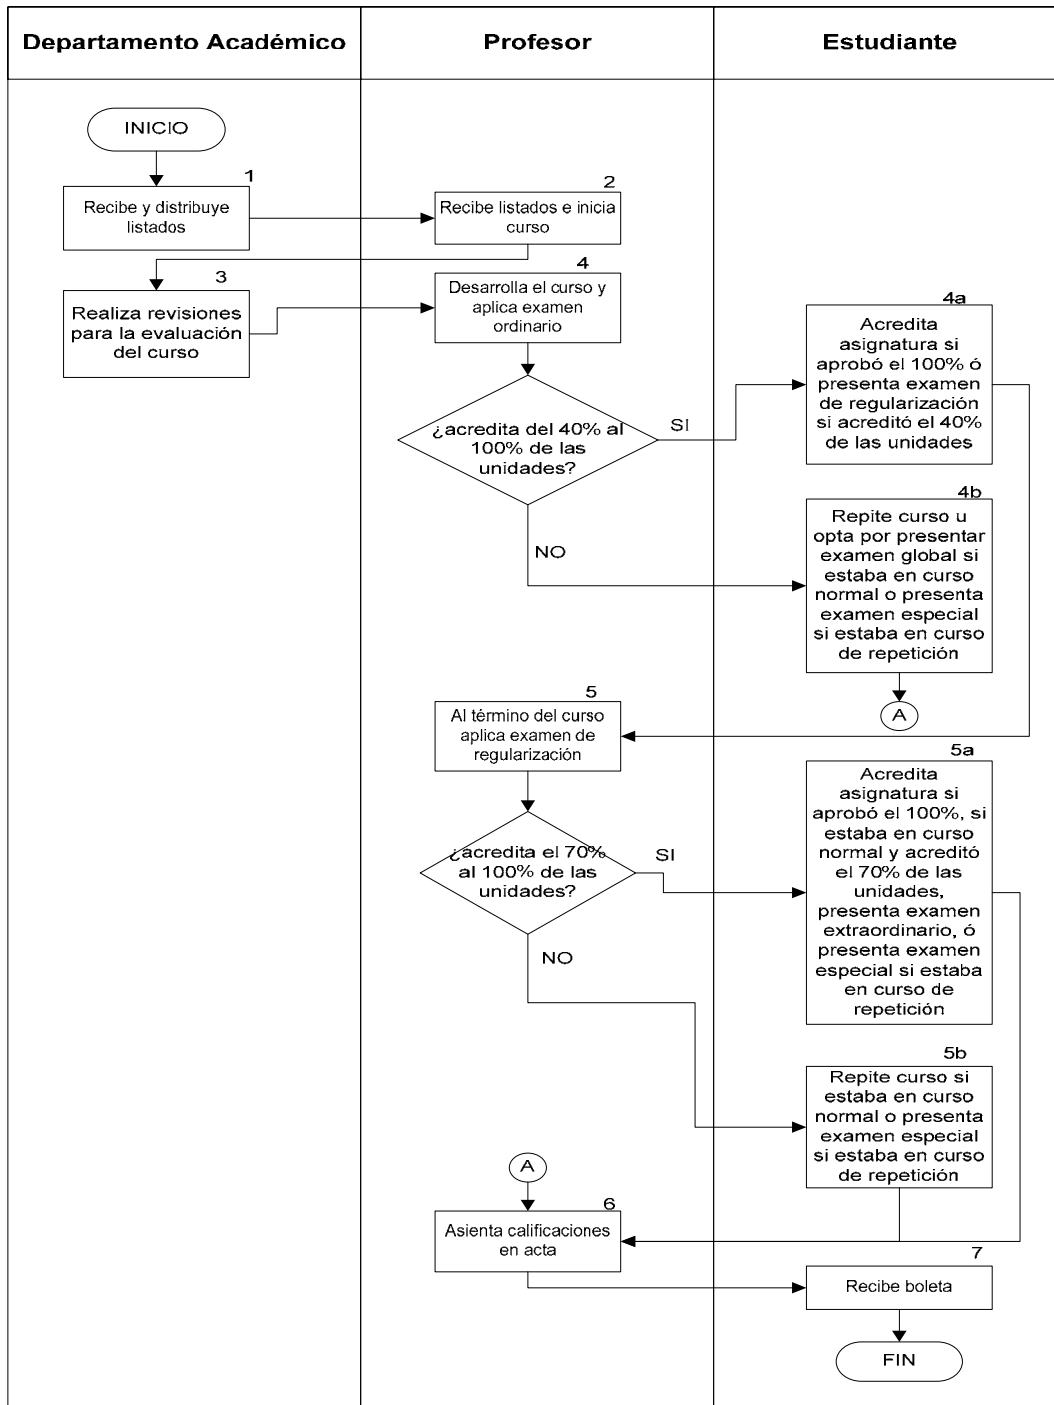 Departamento Académico
Profesor
Estudiante
INICIO
1
Recibe y distribuye
listados
2
Recibe listados e inicia
curso
3
Realiza revisiones
para la evaluación
del curso
4
Desarrolla el curso y
aplica examen
ordinario
¿acredita del 40% al
100% de las
unidades?
SI
NO
4a
Acredita
asignatura si
aprobó el 100% ó
presenta examen
de regularización
si acreditó el 40%
de las unidades
4b
Repite curso u
opta por presentar
examen global si
estaba en curso
normal o presenta
examen especial
si estaba en curso
de repetición
A
5
Al término del curso
aplica examen de
regularización
¿acredita el 70%
al 100% de las
unidades?
SI
NO
5a
Acredita
asignatura si
aprobó el 100%, si
estaba en curso
normal y acreditó
el 70% de las
unidades,
presenta examen
extraordinario, ó
presenta examen
especial si estaba
en curso de
repetición
5b
Repite curso si
estaba en curso
normal o presenta
examen especial
si estaba en curso
de repetición
A
6
Asienta calificaciones
en acta
7
Recibe boleta
FIN